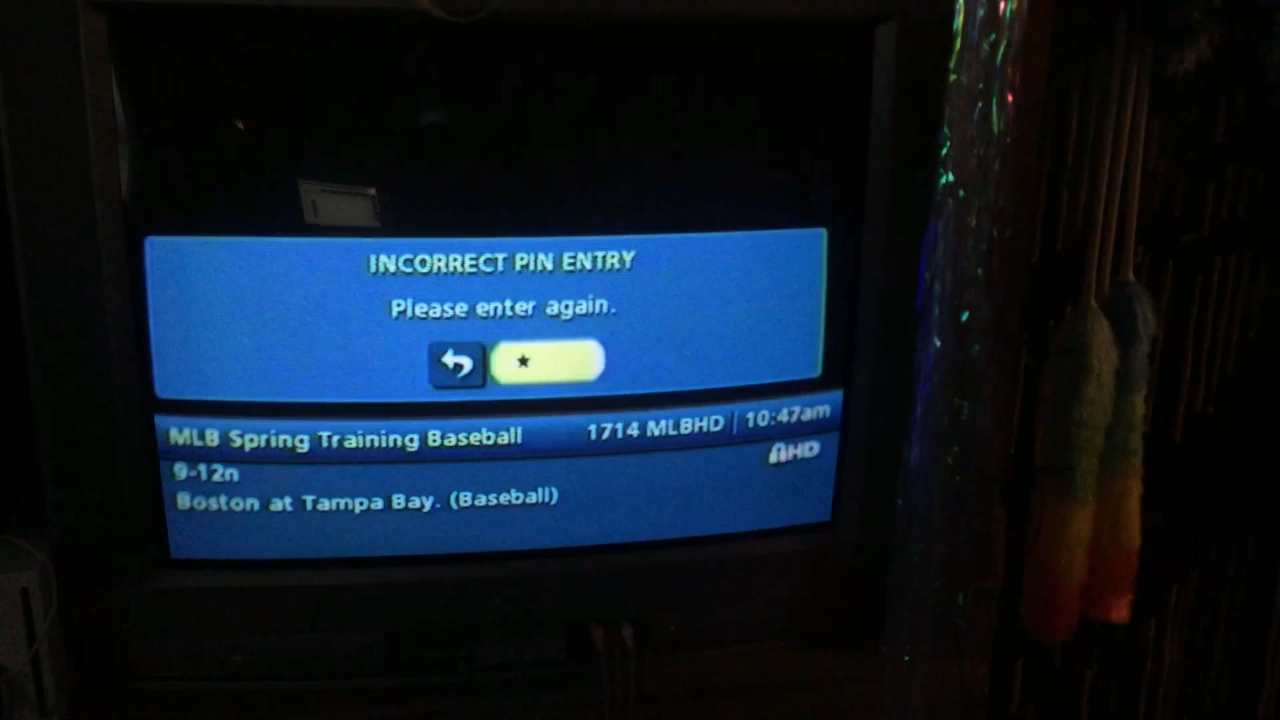 INCORRECT PIN ENTRY
Please enter again.
★
MLB Spring Training Baseball 1714 MLBHD | 10:47am
9-12n HD
Boston at Tampa Bay. (Baseball)